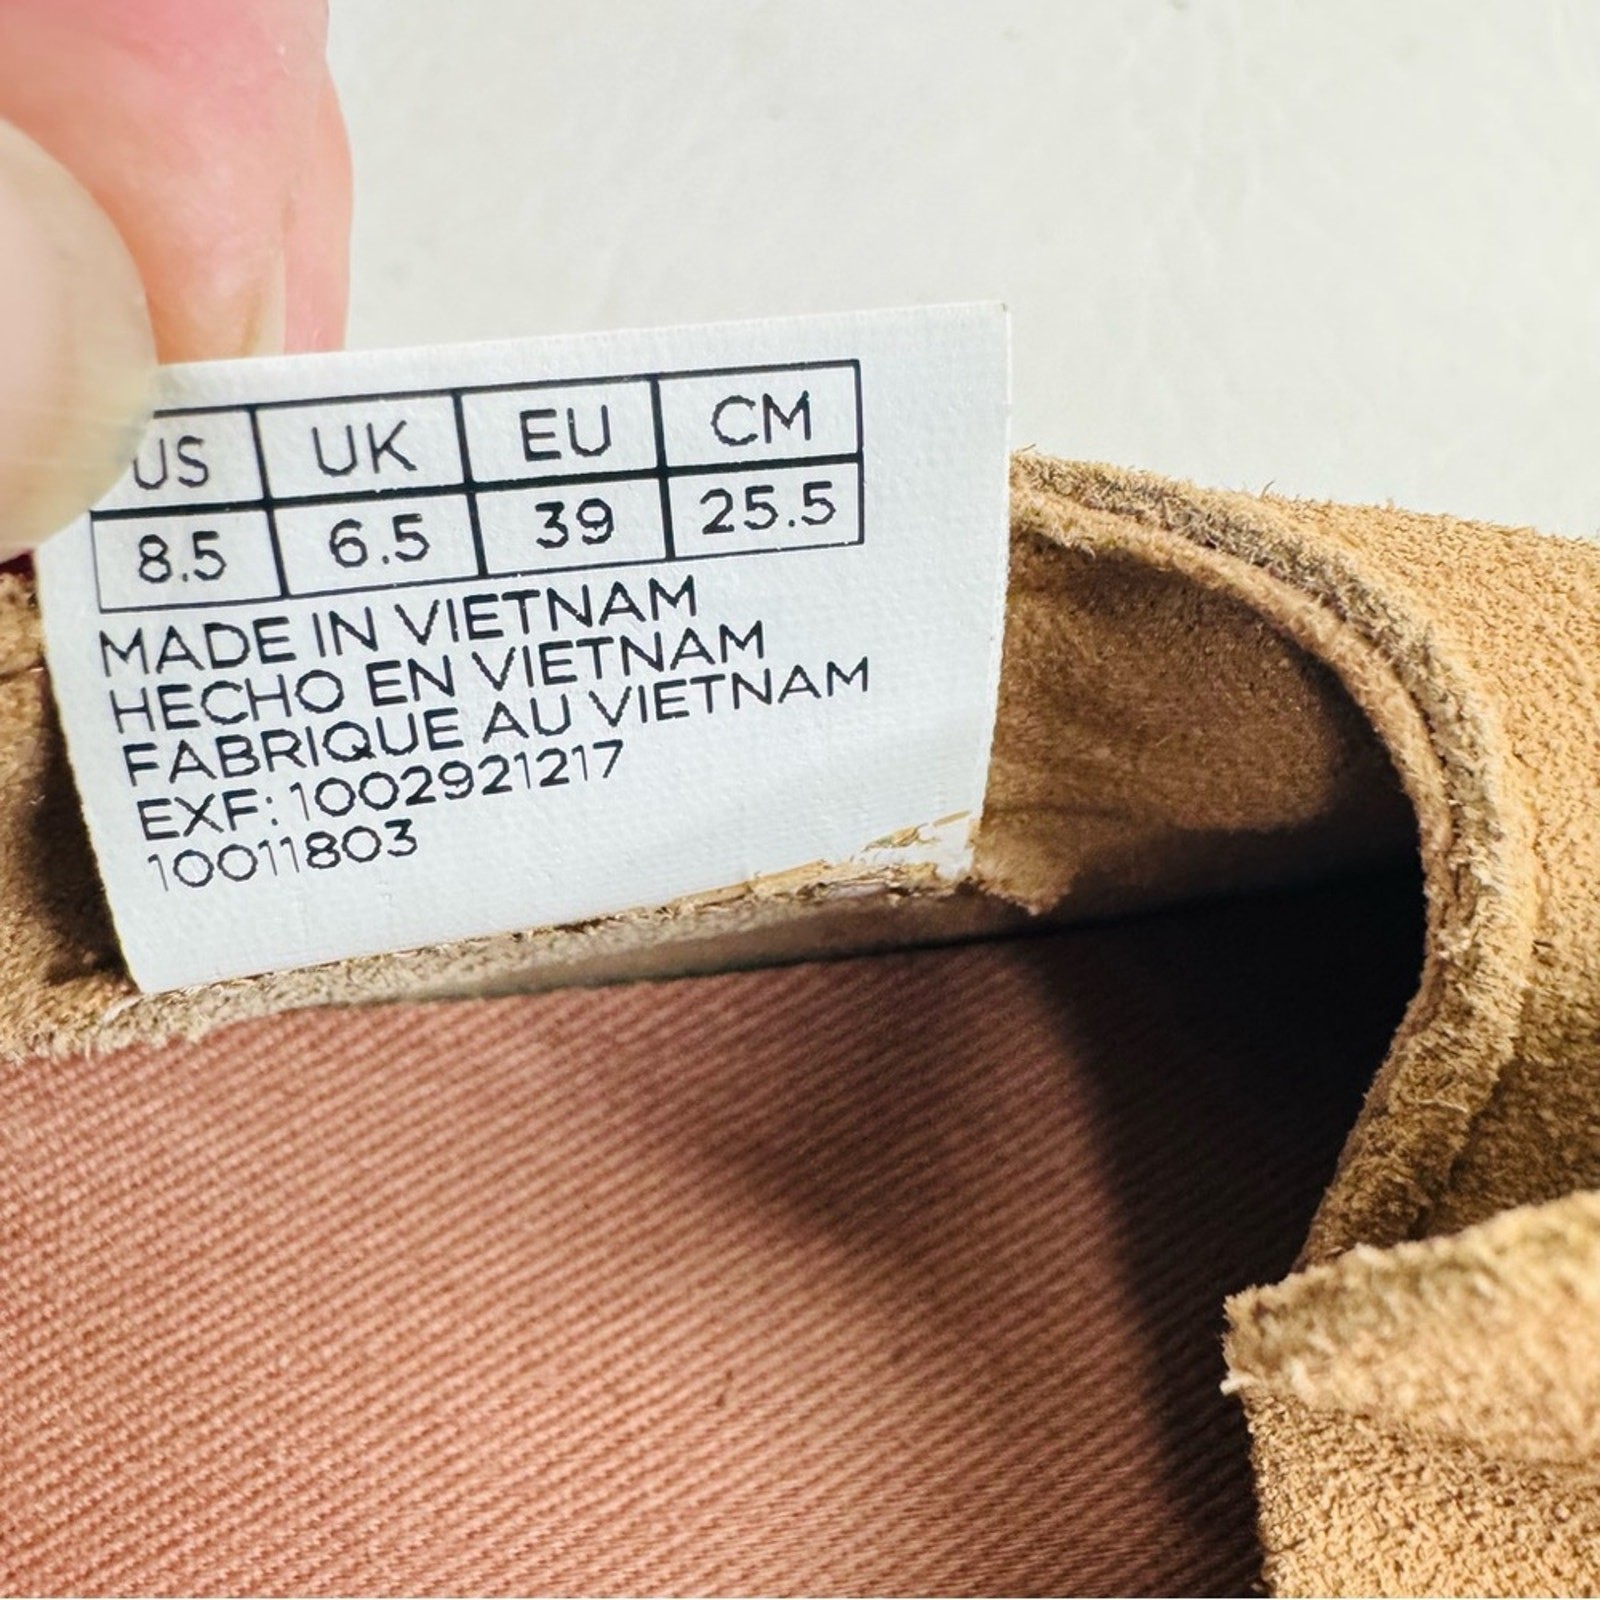 US UK EU CM
8.5 6.5 39 25.5
MADE IN VIETNAM
HECHO EN VIETNAM
FABRIQUE AU VIETNAM
EXF: 1002921217
10011803